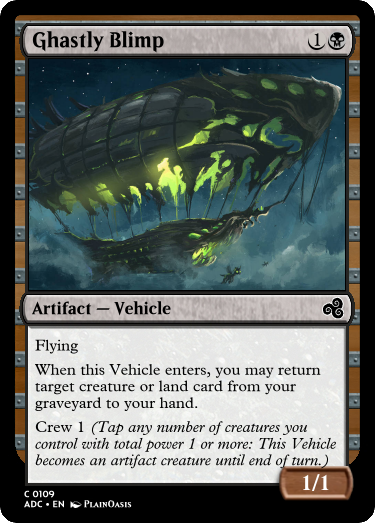 Ghastly Blimp 1
Artifact — Vehicle
Flying
When this Vehicle enters, you may return
target creature or land card from your
graveyard to your hand.
Crew 1 (Tap any number of creatures you
control with total power 1 or more: This Vehicle
becomes an artifact creature until end of turn.)
1/1
C 0109
ADC • EN PlainOasis